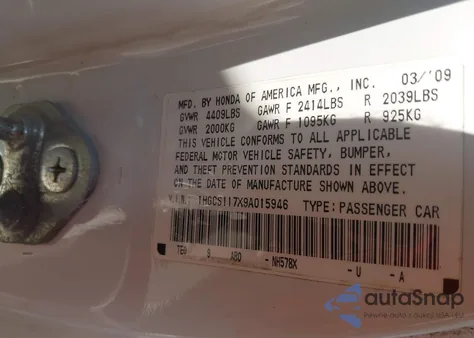 MFD. BY HONDA OF AMERICA MFG., INC. 03/'09
GVWR 4409LBS GAWR F 2414LBS R 2039LBS
GVWR 2000KG GAWR F 1095KG R 925KG
THIS VEHICLE CONFORMS TO ALL APPLICABLE
FEDERAL MOTOR VEHICLE SAFETY, BUMPER,
AND THEFT PREVENTION STANDARDS IN EFFECT
ON THE DATE OF MANUFACTURE SHOWN ABOVE.
V.I.N. 1HGCS117X9A015946 TYPE: PASSENGER CAR
NH578X -U -A
autoSnap